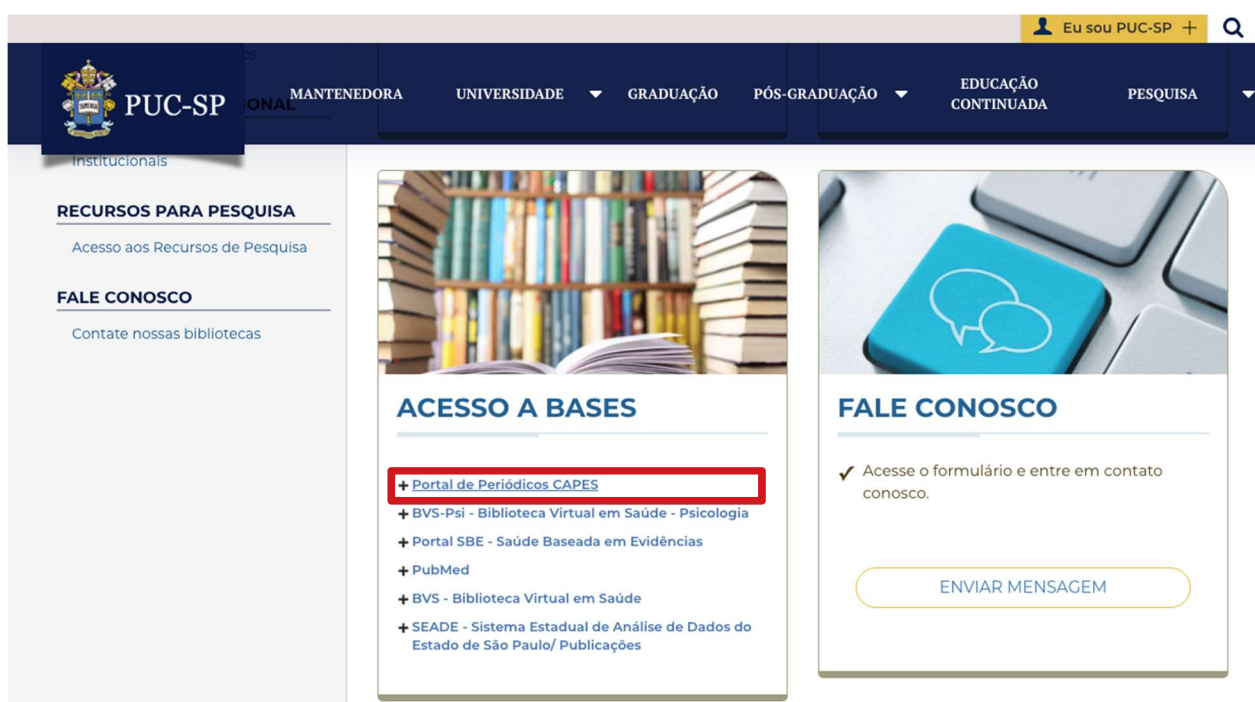 Eu sou PUC-SP
os
PUC-SP
IONAL
MANTENEDORA
UNIVERSIDADE
GRADUAÇÃO
PÓS-GRADUAÇÃO
EDUCAÇÃO
CONTINUADA
PESQUISA
Institucionais
RECURSOS PARA PESQUISA
Acesso aos Recursos de Pesquisa
FALE CONOSCO
Contate nossas bibliotecas
ACESSO A BASES
Portal de Periódicos CAPES
BVS-Psi - Biblioteca Virtual em Saúde - Psicologia
Portal SBE - Saúde Baseada em Evidências
PubMed
BVS - Biblioteca Virtual em Saúde
SEADE - Sistema Estadual de Análise de Dados do
Estado de São Paulo/ Publicações
FALE CONOSCO
Acesse o formulário e entre em contato
conosco.
ENVIAR MENSAGEM